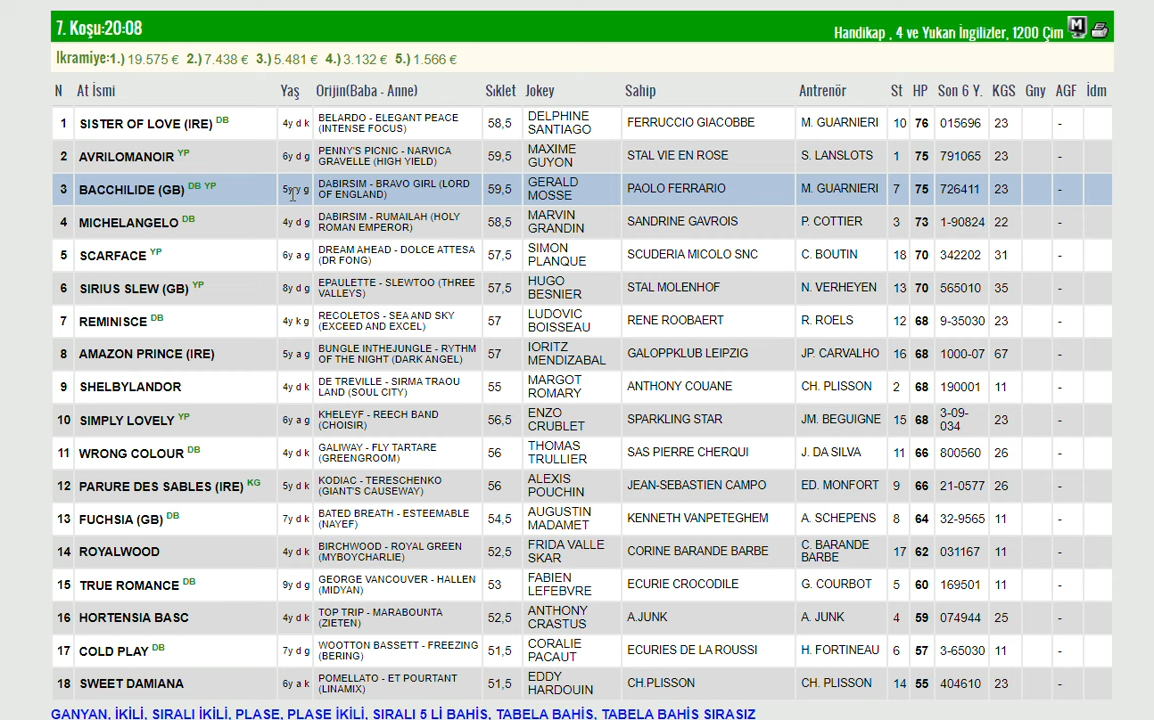 7. Koşu:20:08
Handikap , 4 ve Yukarı İngilizler, 1200 Çim
İkramiye:1.) 19.575 € 2.) 7.438 € 3.) 5.481 € 4.) 3.132 € 5.) 1.566 €
N At İsmi Yaş Orijin(Baba - Anne) Sıklet Jokey Sahip Antrenör St HP Son 6 Y. KGS Gny AGF İdm
1 SISTER OF LOVE (IRE) DB 4y d k BELARDO - ELEGANT PEACE (INTENSE FOCUS) 58,5 DELPHINE SANTIAGO FERRUCCIO GIACOBBE M. GUARNIERI 10 76 015696 23 -
2 AVRILOMANOIR YP 6y d g PENNY'S PICNIC - NARVICA GRAVELLE (HIGH YIELD) 59,5 MAXIME GUYON STAL VIE EN ROSE S. LANSLOTS 1 75 791065 23 -
3 BACCHILIDE (GB) DB YP 5y y g DABIRSIM - BRAVO GIRL (LORD OF ENGLAND) 59,5 GERALD MOSSE PAOLO FERRARIO M. GUARNIERI 7 75 726411 23 -
4 MICHELANGELO DB 4y d g DABIRSIM - RUMAILAH (HOLY ROMAN EMPEROR) 58,5 MARVIN GRANDIN SANDRINE GAVROIS P. COTTIER 3 73 1-90824 22 -
5 SCARFACE YP 6y a g DREAM AHEAD - DOLCE ATTESA (DR FONG) 57,5 SIMON PLANQUE SCUDERIA MICOLO SNC C. BOUTIN 18 70 342202 31 -
6 SIRIUS SLEW (GB) YP 8y d g EPAULETTE - SLEWTOO (THREE VALLEYS) 57,5 HUGO BESNIER STAL MOLENHOF N. VERHEYEN 13 70 565010 35 -
7 REMINISCE DB 4y k g RECOLETOS - SEA AND SKY (EXCEED AND EXCEL) 57 LUDOVIC BOISSEAU RENE ROOBAERT R. ROELS 12 68 9-35030 23 -
8 AMAZON PRINCE (IRE) 5y a g BUNGLE INTHEJUNGLE - RYTHM OF THE NIGHT (DARK ANGEL) 57 IORITZ MENDIZABAL GALOPPKLUB LEIPZIG JP. CARVALHO 16 68 1000-07 67 -
9 SHELBYLANDOR 4y d k DE TREVILLE - SIRMA TRAOU LAND (SOUL CITY) 55 MARGOT ROMARY ANTHONY COUANE CH. PLISSON 2 68 190001 11 -
10 SIMPLY LOVELY YP 6y a g KHELEYF - REECH BAND (CHOISIR) 56,5 ENZO CRUBLET SPARKLING STAR JM. BEGUIGNE 15 68 3-09-034 23 -
11 WRONG COLOUR DB 4y d k GALIWAY - FLY TARTARE (GREENGROOM) 56 THOMAS TRULLIER SAS PIERRE CHERQUI J. DA SILVA 11 66 800560 26 -
12 PARURE DES SABLES (IRE) KG 5y d k KODIAC - TERESCHENKO (GIANT'S CAUSEWAY) 56 ALEXIS POUCHIN JEAN-SEBASTIEN CAMPO ED. MONFORT 9 66 21-0577 26 -
13 FUCHSIA (GB) DB 7y d k BATED BREATH - ESTEEMABLE (NAYEF) 54,5 AUGUSTIN MADAMET KENNETH VANPETEGHEM A. SCHEPENS 8 64 32-9565 11 -
14 ROYALWOOD 4y d k BIRCHWOOD - ROYAL GREEN (MYBOYCHARLIE) 52,5 FRIDA VALLE SKAR CORINE BARANDE BARBE C. BARANDE BARBE 17 62 031167 11 -
15 TRUE ROMANCE DB 9y d g GEORGE VANCOUVER - HALLEN (MIDYAN) 53 FABIEN LEFEBVRE ECURIE CROCODILE G. COURBOT 5 60 169501 11 -
16 HORTENSIA BASC 4y d k TOP TRIP - MARABOUNTA (ZIETEN) 52,5 ANTHONY CRASTUS A.JUNK A. JUNK 4 59 074944 25 -
17 COLD PLAY DB 7y d g WOOTTON BASSETT - FREEZING (BERING) 51,5 CORALIE PACAUT ECURIES DE LA ROUSSI H. FORTINEAU 6 57 3-65030 11 -
18 SWEET DAMIANA 6y a k POMELLATO - ET POURTANT (LINAMIX) 51,5 EDDY HARDOUIN CH.PLISSON CH. PLISSON 14 55 404610 23 -
GANYAN, İKİLİ, SIRALI İKİLİ, PLASE, PLASE İKİLİ, SIRALI 5 Lİ BAHİS, TABELA BAHİS, TABELA BAHİS SIRASIZ